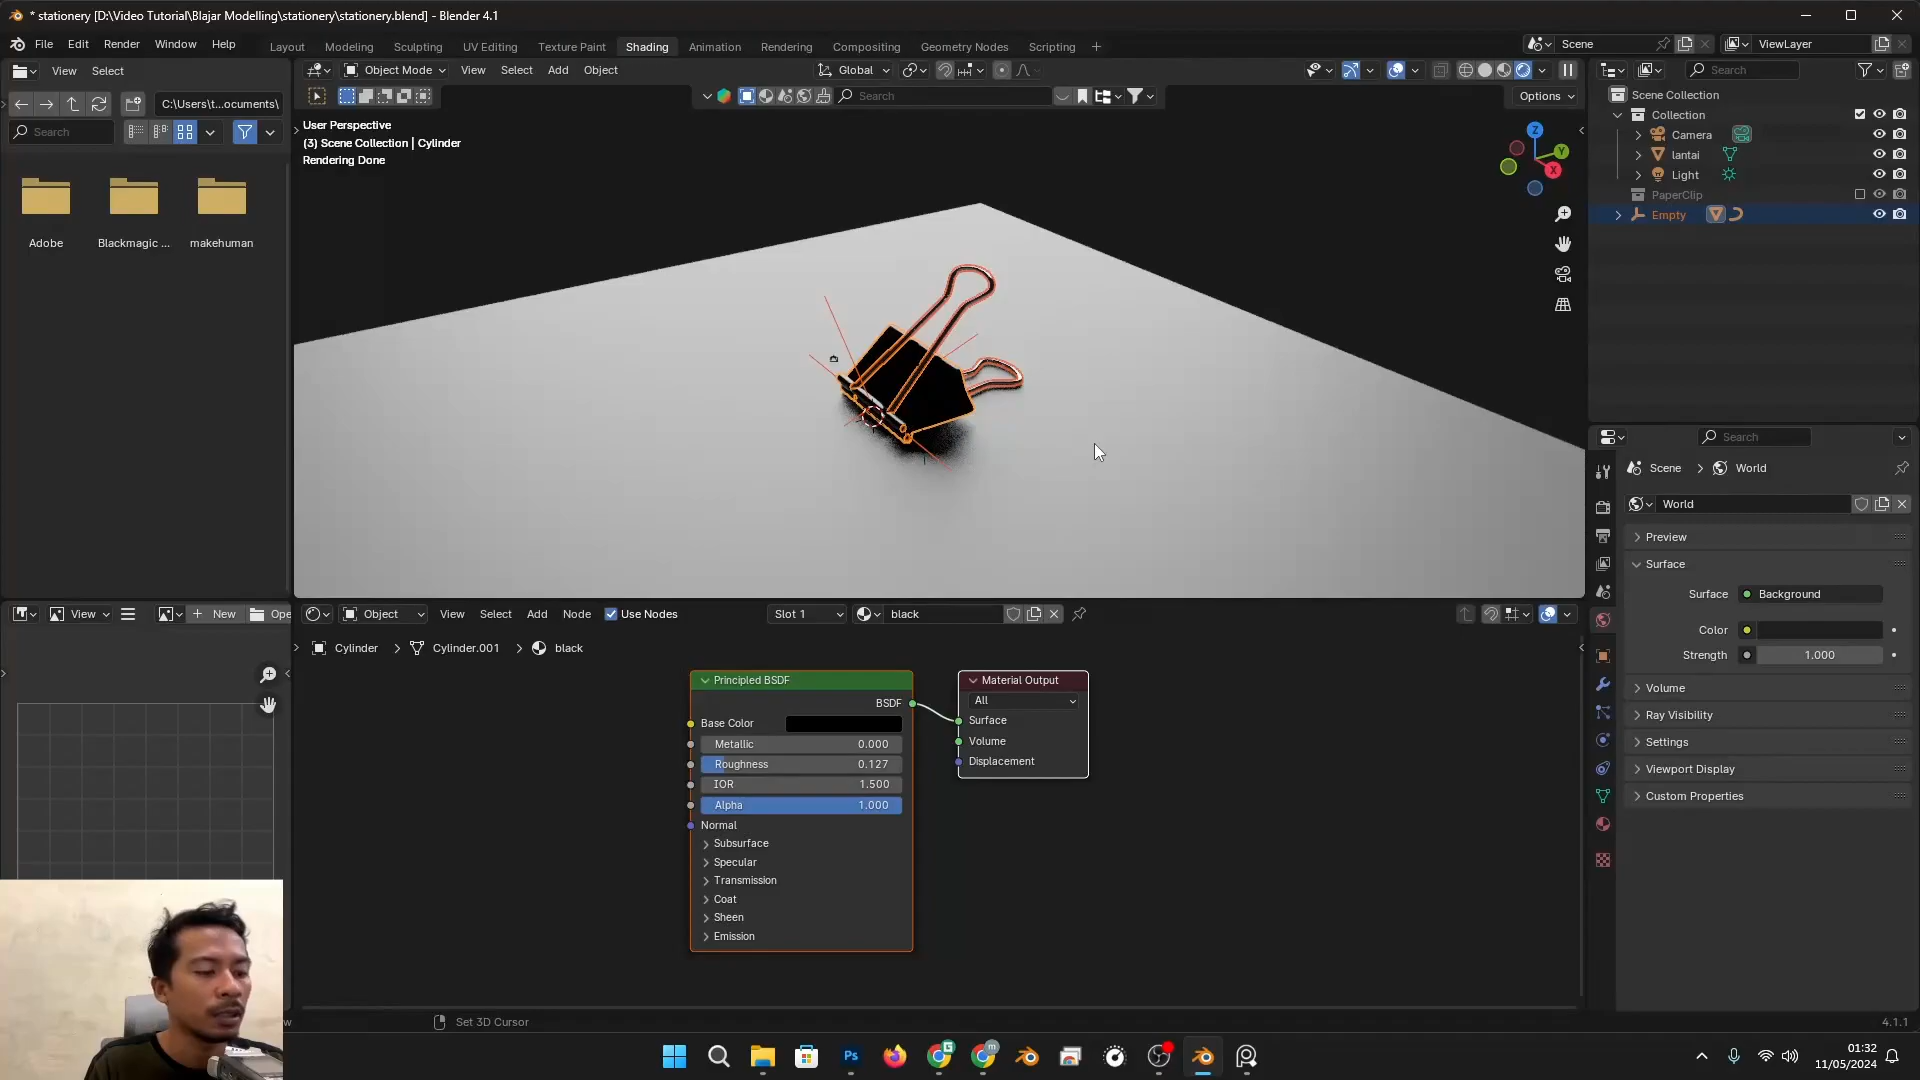 * stationery [D:\Video Tutorial\Blajar Modelling\stationery\stationery.blend] - Blender 4.1
File Edit Render Window Help
Layout Modeling Sculpting UV Editing Texture Paint Shading Animation Rendering Compositing Geometry Nodes Scripting
Scene
ViewLayer
View Select
Object Mode View Select Add Object
Global
Search
C:\Users\t...ocuments\
Search
Search
Options
User Perspective
(3) Scene Collection | Cylinder
Rendering Done
Z
Y
X
Adobe
Blackmagic ...
makehuman
Scene Collection
Collection
Camera
lantai
Light
PaperClip
Empty
Search
Scene > World
World
Preview
Surface
Surface Background
Color
Strength 1.000
Volume
Ray Visibility
Settings
Viewport Display
Custom Properties
View New Ope
Object View Select Add Node Use Nodes Slot 1 black
Cylinder > Cylinder.001 > black
Principled BSDF
BSDF
Base Color
Metallic 0.000
Roughness 0.127
IOR 1.500
Alpha 1.000
Normal
Subsurface
Specular
Transmission
Coat
Sheen
Emission
Material Output
All
Surface
Volume
Displacement
w
Set 3D Cursor
4.1.1
Ps
01:32
11/05/2024